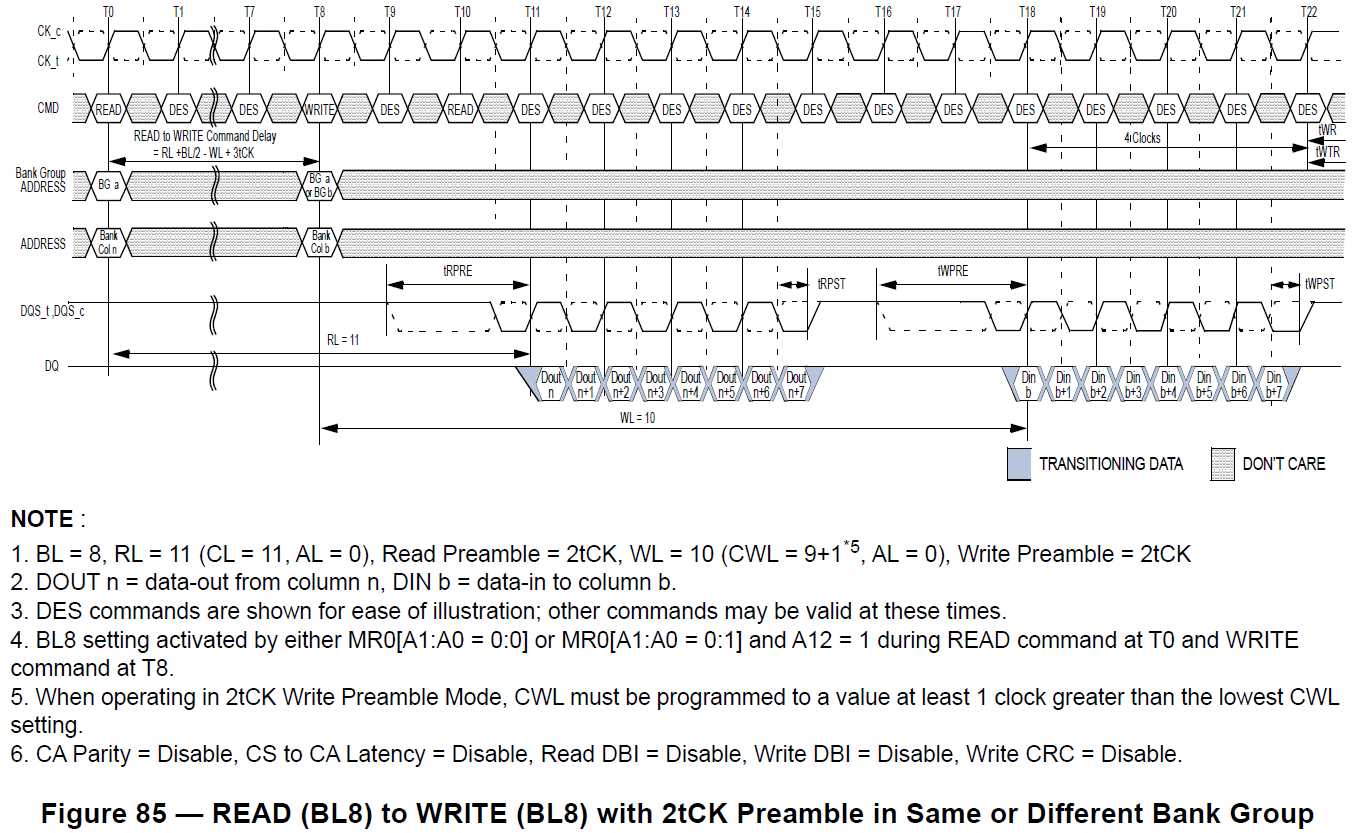 T0 T1 T7 T8 T9 T10 T11 T12 T13 T14 T15 T16 T17 T18 T19 T20 T21 T22
CK_c
CK_t
CMD READ DES DES WRITE DES READ DES DES DES DES DES DES DES DES DES DES DES DES
READ to WRITE Command Delay
= RL +BL/2 - WL + 3tCK
4 Clocks
tWR
tWTR
Bank Group
ADDRESS
BG a
BG a
or BG b
ADDRESS
Bank
Col n
Bank
Col b
tRPRE tRPST tWPRE tWPST
DQS_t ,DQS_c
RL = 11
DQ
Dout Dout Dout Dout Dout Dout Dout Dout Din Din Din Din Din Din Din Din
n n+1 n+2 n+3 n+4 n+5 n+6 n+7 b b+1 b+2 b+3 b+4 b+5 b+6 b+7
WL = 10
TRANSITIONING DATA DON'T CARE
NOTE :
1. BL = 8, RL = 11 (CL = 11, AL = 0), Read Preamble = 2tCK, WL = 10 (CWL = 9+1*5, AL = 0), Write Preamble = 2tCK
2. DOUT n = data-out from column n, DIN b = data-in to column b.
3. DES commands are shown for ease of illustration; other commands may be valid at these times.
4. BL8 setting activated by either MR0[A1:A0 = 0:0] or MR0[A1:A0 = 0:1] and A12 = 1 during READ command at T0 and WRITE
command at T8.
5. When operating in 2tCK Write Preamble Mode, CWL must be programmed to a value at least 1 clock greater than the lowest CWL
setting.
6. CA Parity = Disable, CS to CA Latency = Disable, Read DBI = Disable, Write DBI = Disable, Write CRC = Disable.
Figure 85 — READ (BL8) to WRITE (BL8) with 2tCK Preamble in Same or Different Bank Group